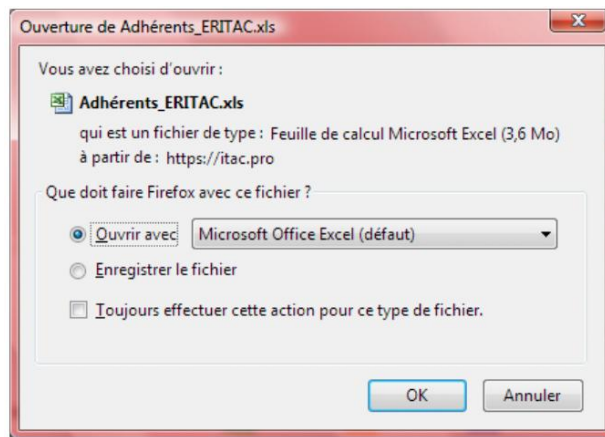 Ouverture de Adhérents_ERITAC.xls
Vous avez choisi d'ouvrir :
Adhérents_ERITAC.xls
qui est un fichier de type : Feuille de calcul Microsoft Excel (3,6 Mo)
à partir de : https://itac.pro
Que doit faire Firefox avec ce fichier ?
Ouvrir avec Microsoft Office Excel (défaut)
Enregistrer le fichier
Toujours effectuer cette action pour ce type de fichier.
OK Annuler